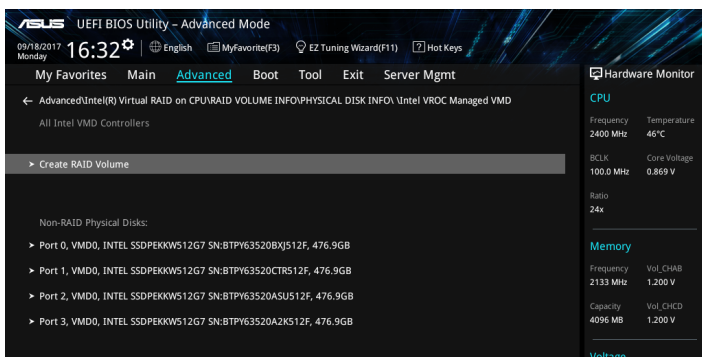 ASUS UEFI BIOS Utility – Advanced Mode
09/18/2017 Monday 16:32 English MyFavorite(F3) EZ Tuning Wizard(F11) ? Hot Keys
My Favorites Main Advanced Boot Tool Exit Server Mgmt
Hardware Monitor
← Advanced\Intel(R) Virtual RAID on CPU\RAID VOLUME INFO\PHYSICAL DISK INFO\ \Intel VROC Managed VMD
All Intel VMD Controllers
> Create RAID Volume
Non-RAID Physical Disks:
> Port 0, VMD0, INTEL SSDPEKKW512G7 SN:BTPY63520BXJ512F, 476.9GB
> Port 1, VMD0, INTEL SSDPEKKW512G7 SN:BTPY63520CTR512F, 476.9GB
> Port 2, VMD0, INTEL SSDPEKKW512G7 SN:BTPY63520ASU512F, 476.9GB
> Port 3, VMD0, INTEL SSDPEKKW512G7 SN:BTPY63520A2K512F, 476.9GB
CPU
Frequency Temperature
2400 MHz 46°C
BCLK Core Voltage
100.0 MHz 0.869 V
Ratio
24x
Memory
Frequency Vol_CHAB
2133 MHz 1.200 V
Capacity Vol_CHCD
4096 MB 1.200 V
Voltage